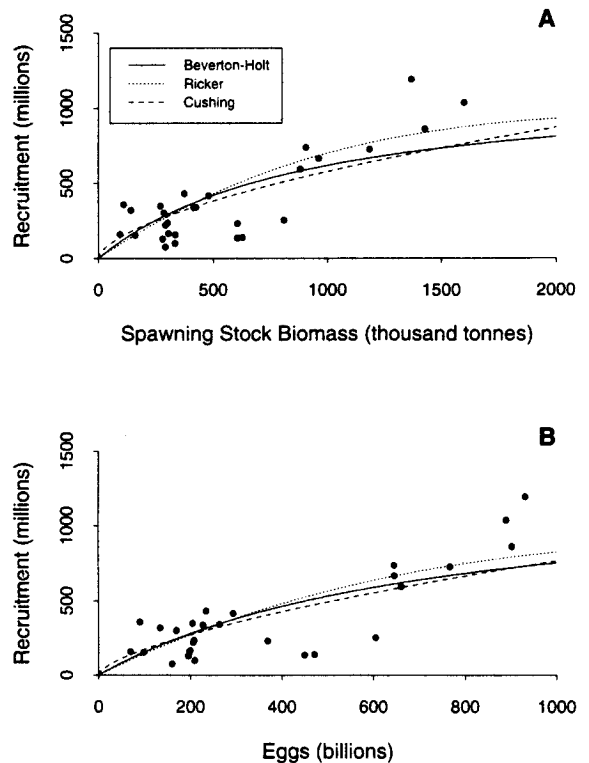 A
1500
1000
500
0
Recruitment (millions)
Beverton-Holt
Ricker
Cushing
0 500 1000 1500 2000
Spawning Stock Biomass (thousand tonnes)
B
1500
1000
500
0
Recruitment (millions)
0 200 400 600 800 1000
Eggs (billions)